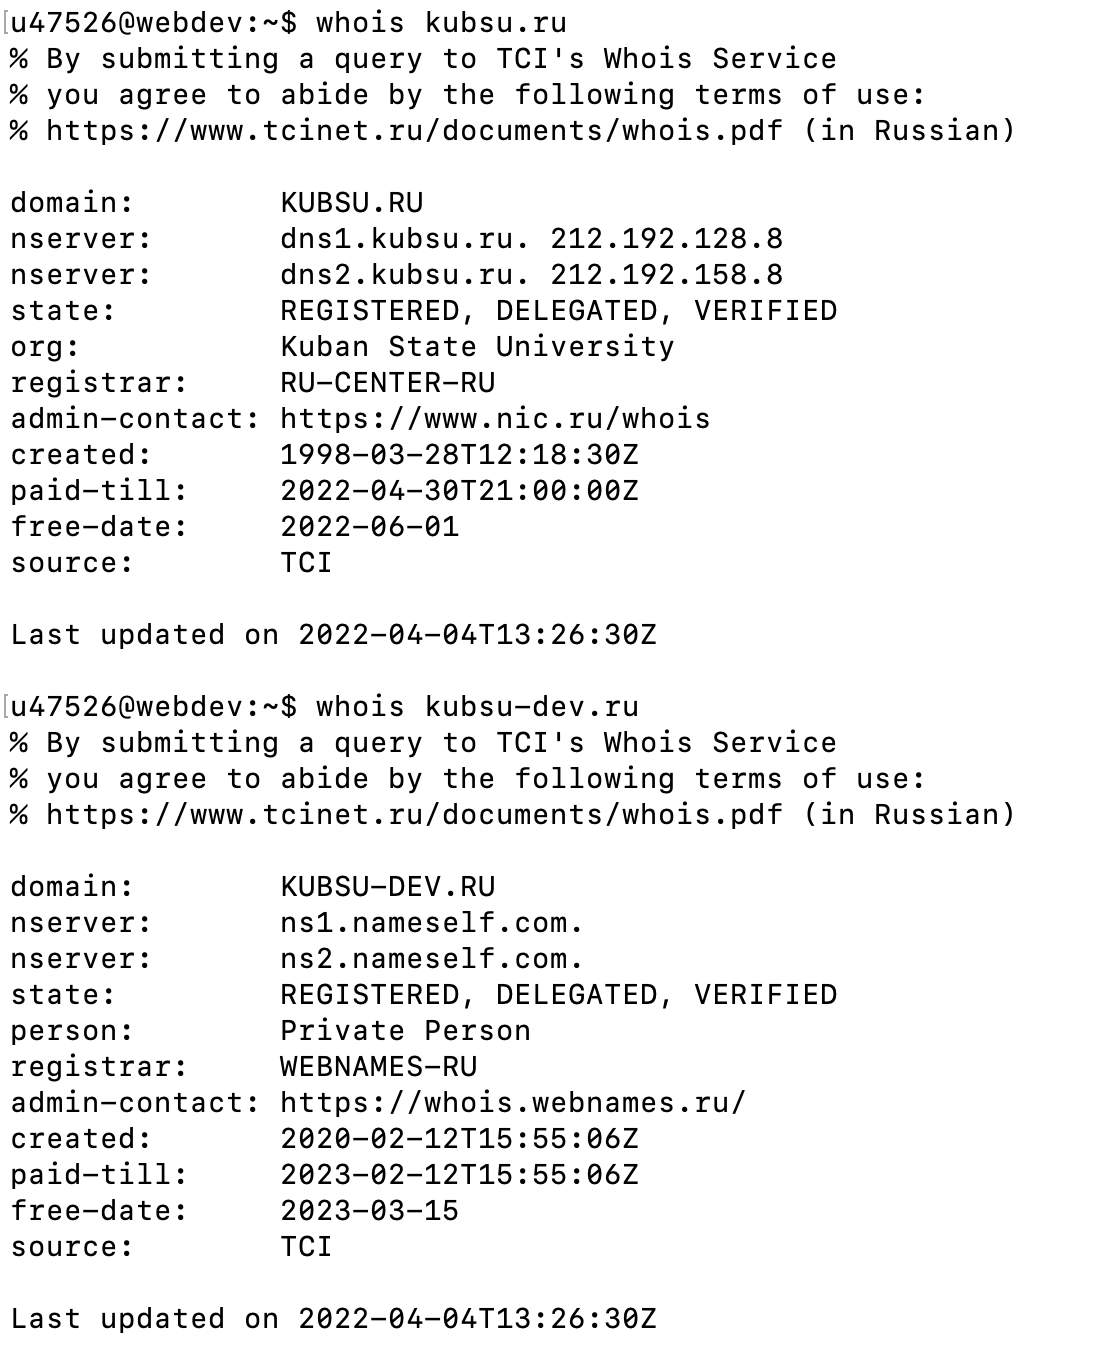 [u47526@webdev:~$ whois kubsu.ru
% By submitting a query to TCI's Whois Service
% you agree to abide by the following terms of use:
% https://www.tcinet.ru/documents/whois.pdf (in Russian)

domain:        KUBSU.RU
nserver:       dns1.kubsu.ru. 212.192.128.8
nserver:       dns2.kubsu.ru. 212.192.158.8
state:         REGISTERED, DELEGATED, VERIFIED
org:           Kuban State University
registrar:     RU-CENTER-RU
admin-contact: https://www.nic.ru/whois
created:       1998-03-28T12:18:30Z
paid-till:     2022-04-30T21:00:00Z
free-date:     2022-06-01
source:        TCI

Last updated on 2022-04-04T13:26:30Z

[u47526@webdev:~$ whois kubsu-dev.ru
% By submitting a query to TCI's Whois Service
% you agree to abide by the following terms of use:
% https://www.tcinet.ru/documents/whois.pdf (in Russian)

domain:        KUBSU-DEV.RU
nserver:       ns1.nameself.com.
nserver:       ns2.nameself.com.
state:         REGISTERED, DELEGATED, VERIFIED
person:        Private Person
registrar:     WEBNAMES-RU
admin-contact: https://whois.webnames.ru/
created:       2020-02-12T15:55:06Z
paid-till:     2023-02-12T15:55:06Z
free-date:     2023-03-15
source:        TCI

Last updated on 2022-04-04T13:26:30Z